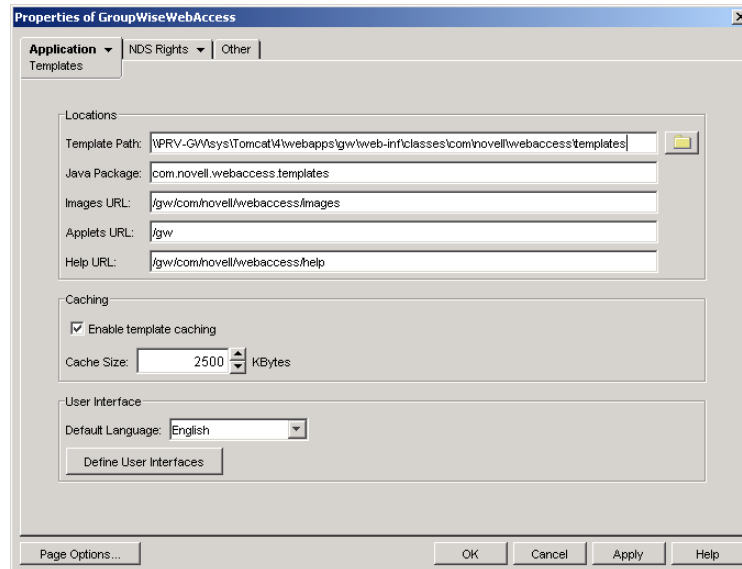 Properties of GroupWiseWebAccess
Application NDS Rights Other
Templates
Locations
Template Path: \\PRV-GW\sys\Tomcat\4\webapps\gw\web-inf\classes\com\novell\webaccess\templates
Java Package: com.novell.webaccess.templates
Images URL: /gw/com/novell/webaccess/images
Applets URL: /gw
Help URL: /gw/com/novell/webaccess/help
Caching
Enable template caching
Cache Size: 2500 KBytes
User Interface
Default Language: English
Define User Interfaces
Page Options... OK Cancel Apply Help